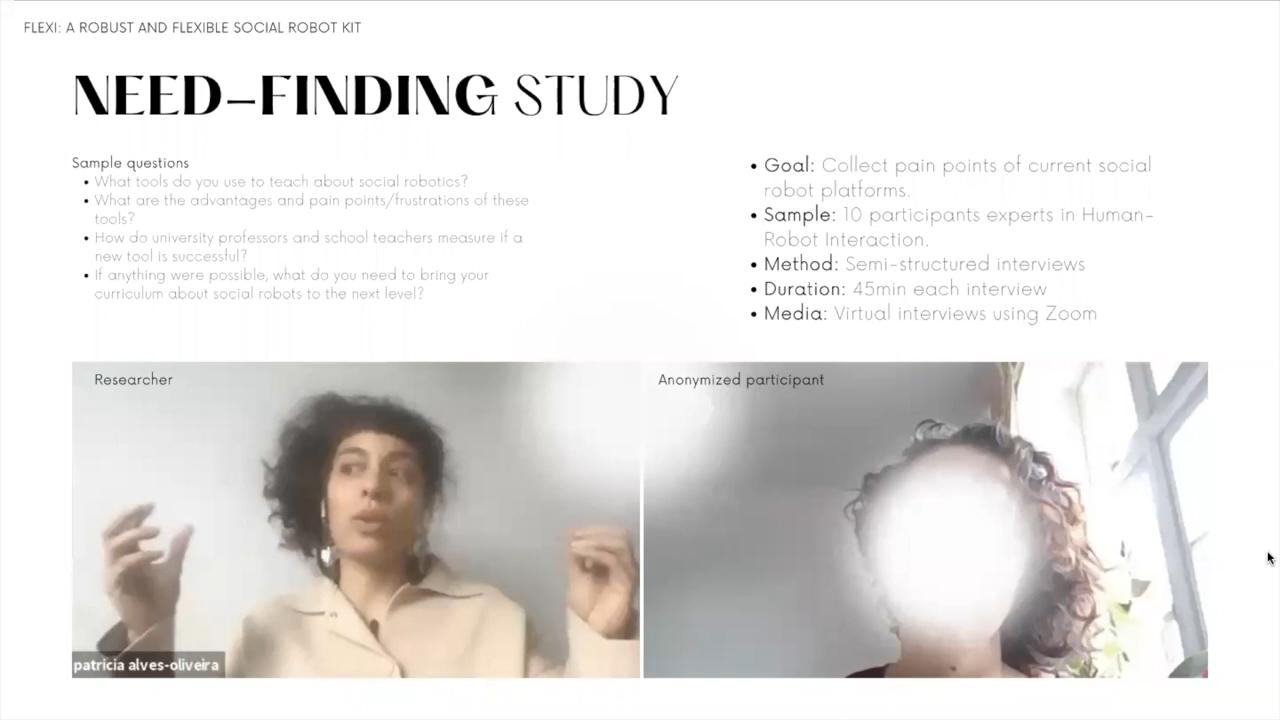 FLEXI: A ROBUST AND FLEXIBLE SOCIAL ROBOT KIT
NEED-FINDING STUDY
Sample questions
• What tools do you use to teach about social robotics?
• What are the advantages and pain points/frustrations of these
tools?
• How do university professors and school teachers measure if a
new tool is successful?
• If anything were possible, what do you need to bring your
curriculum about social robots to the next level?
• Goal: Collect pain points of current social
robot platforms.
• Sample: 10 participants experts in Human-
Robot Interaction.
• Method: Semi-structured interviews
• Duration: 45min each interview
• Media: Virtual interviews using Zoom
Researcher
Anonymized participant
patricia alves-oliveira